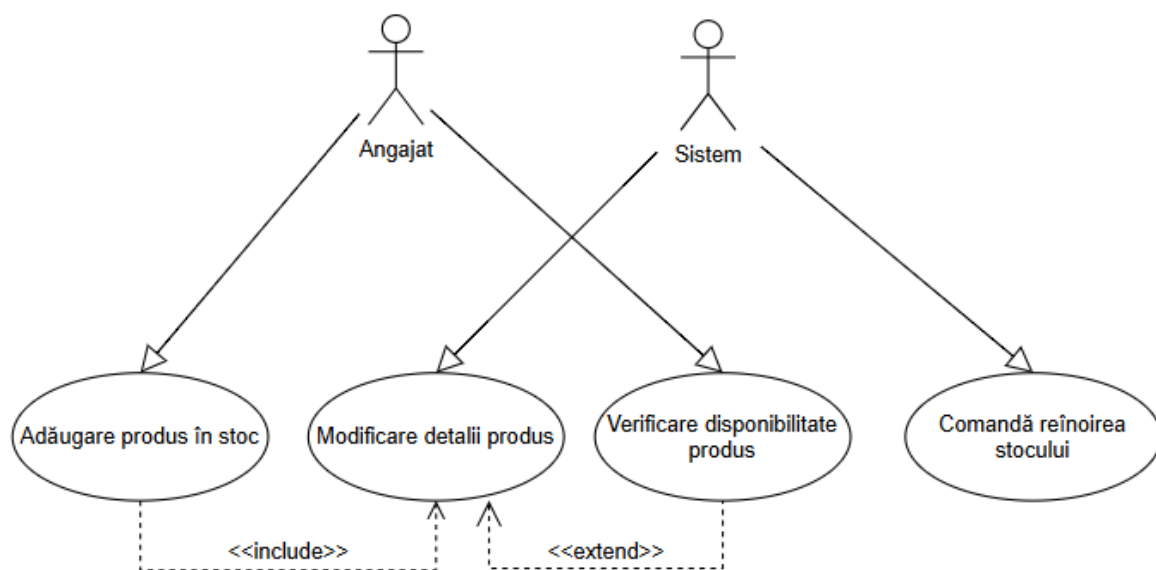 Angajat
Sistem
Adăugare produs în stoc
Modificare detalii produs
Verificare disponibilitate
produs
Comandă reînoirea
stocului
<<include>>
<<extend>>